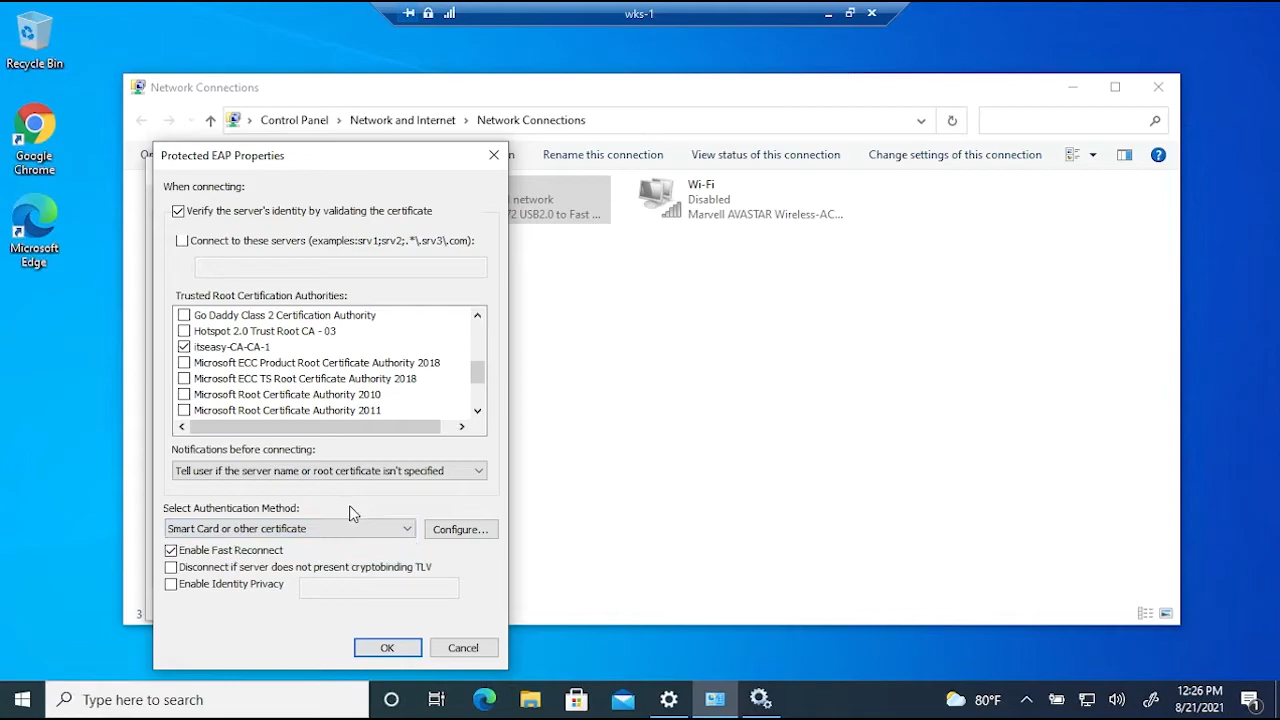 wks-1
Recycle Bin
Google
Chrome
Microsoft
Edge
Network Connections
Control Panel > Network and Internet > Network Connections
Rename this connection
View status of this connection
Change settings of this connection
network
72 USB2.0 to Fast ...
Wi-Fi
Disabled
Marvell AVASTAR Wireless-AC...
Protected EAP Properties
When connecting:
Verify the server's identity by validating the certificate
Connect to these servers (examples:srv1;srv2;.*\.srv3\.com):
Trusted Root Certification Authorities:
Go Daddy Class 2 Certification Authority
Hotspot 2.0 Trust Root CA - 03
itseasy-CA-CA-1
Microsoft ECC Product Root Certificate Authority 2018
Microsoft ECC TS Root Certificate Authority 2018
Microsoft Root Certificate Authority 2010
Microsoft Root Certificate Authority 2011
Notifications before connecting:
Tell user if the server name or root certificate isn't specified
Select Authentication Method:
Smart Card or other certificate
Configure...
Enable Fast Reconnect
Disconnect if server does not present cryptobinding TLV
Enable Identity Privacy
OK
Cancel
3
Type here to search
80°F
12:26 PM
8/21/2021
1